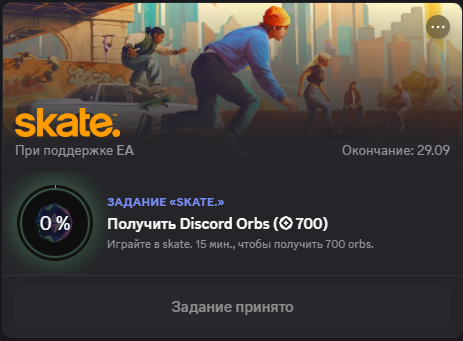 skate.™
При поддержке EA
Окончание: 29.09
0 %
ЗАДАНИЕ «SKATE.»
Получить Discord Orbs (700)
Играйте в skate. 15 мин., чтобы получить 700 orbs.
Задание принято